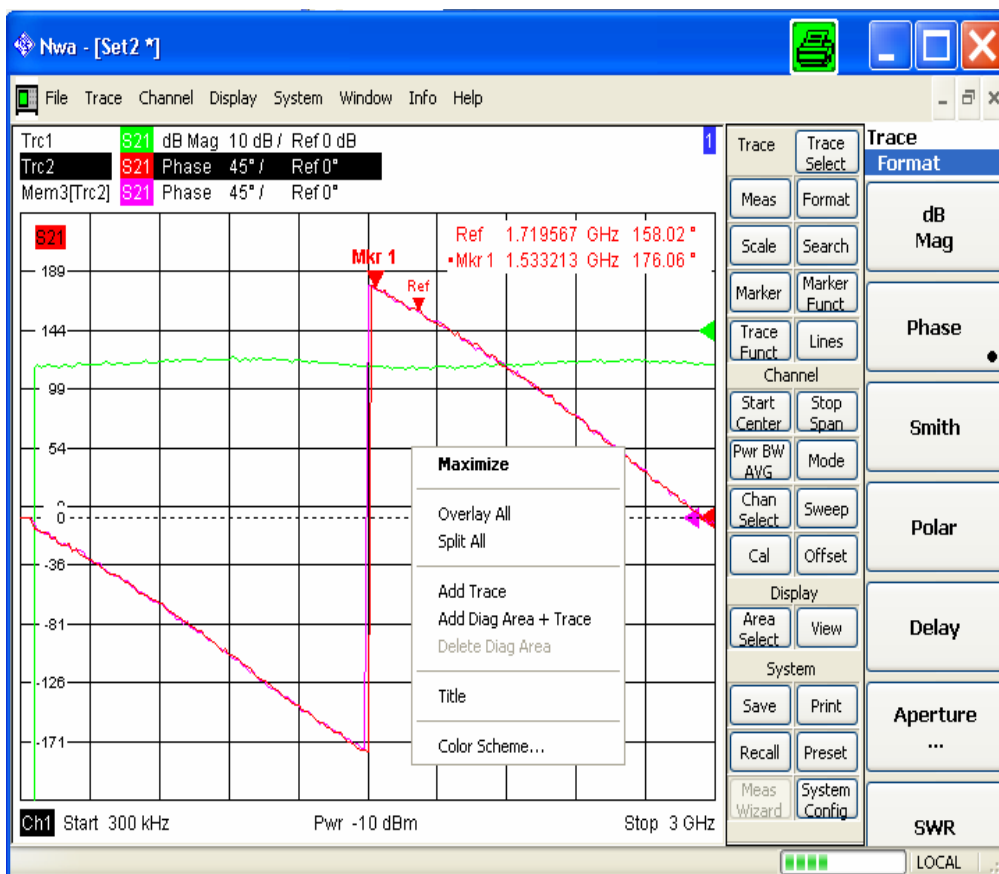 Nwa - [Set2 *]
File Trace Channel Display System Window Info Help
Trc1 S21 dB Mag 10 dB / Ref 0 dB 1
Trc2 S21 Phase 45° / Ref 0°
Mem3[Trc2] S21 Phase 45° / Ref 0°
S21
Ref 1.719567 GHz 158.02 °
•Mkr 1 1.533213 GHz 176.06 °
Mkr 1
Ref
189
144
99
54
0
-36
-81
-126
-171
Maximize
Overlay All
Split All
Add Trace
Add Diag Area + Trace
Delete Diag Area
Title
Color Scheme...
Ch1 Start 300 kHz Pwr -10 dBm Stop 3 GHz
Trace
Trace Select
Meas
Format
Scale
Search
Marker
Marker Funct
Trace Funct
Lines
Channel
Start Center
Stop Span
Pwr BW AVG
Mode
Chan Select
Sweep
Cal
Offset
Display
Area Select
View
System
Save
Print
Recall
Preset
Meas Wizard
System Config
Trace
Format
dB
Mag
Phase
Smith
Polar
Delay
Aperture
...
SWR
LOCAL